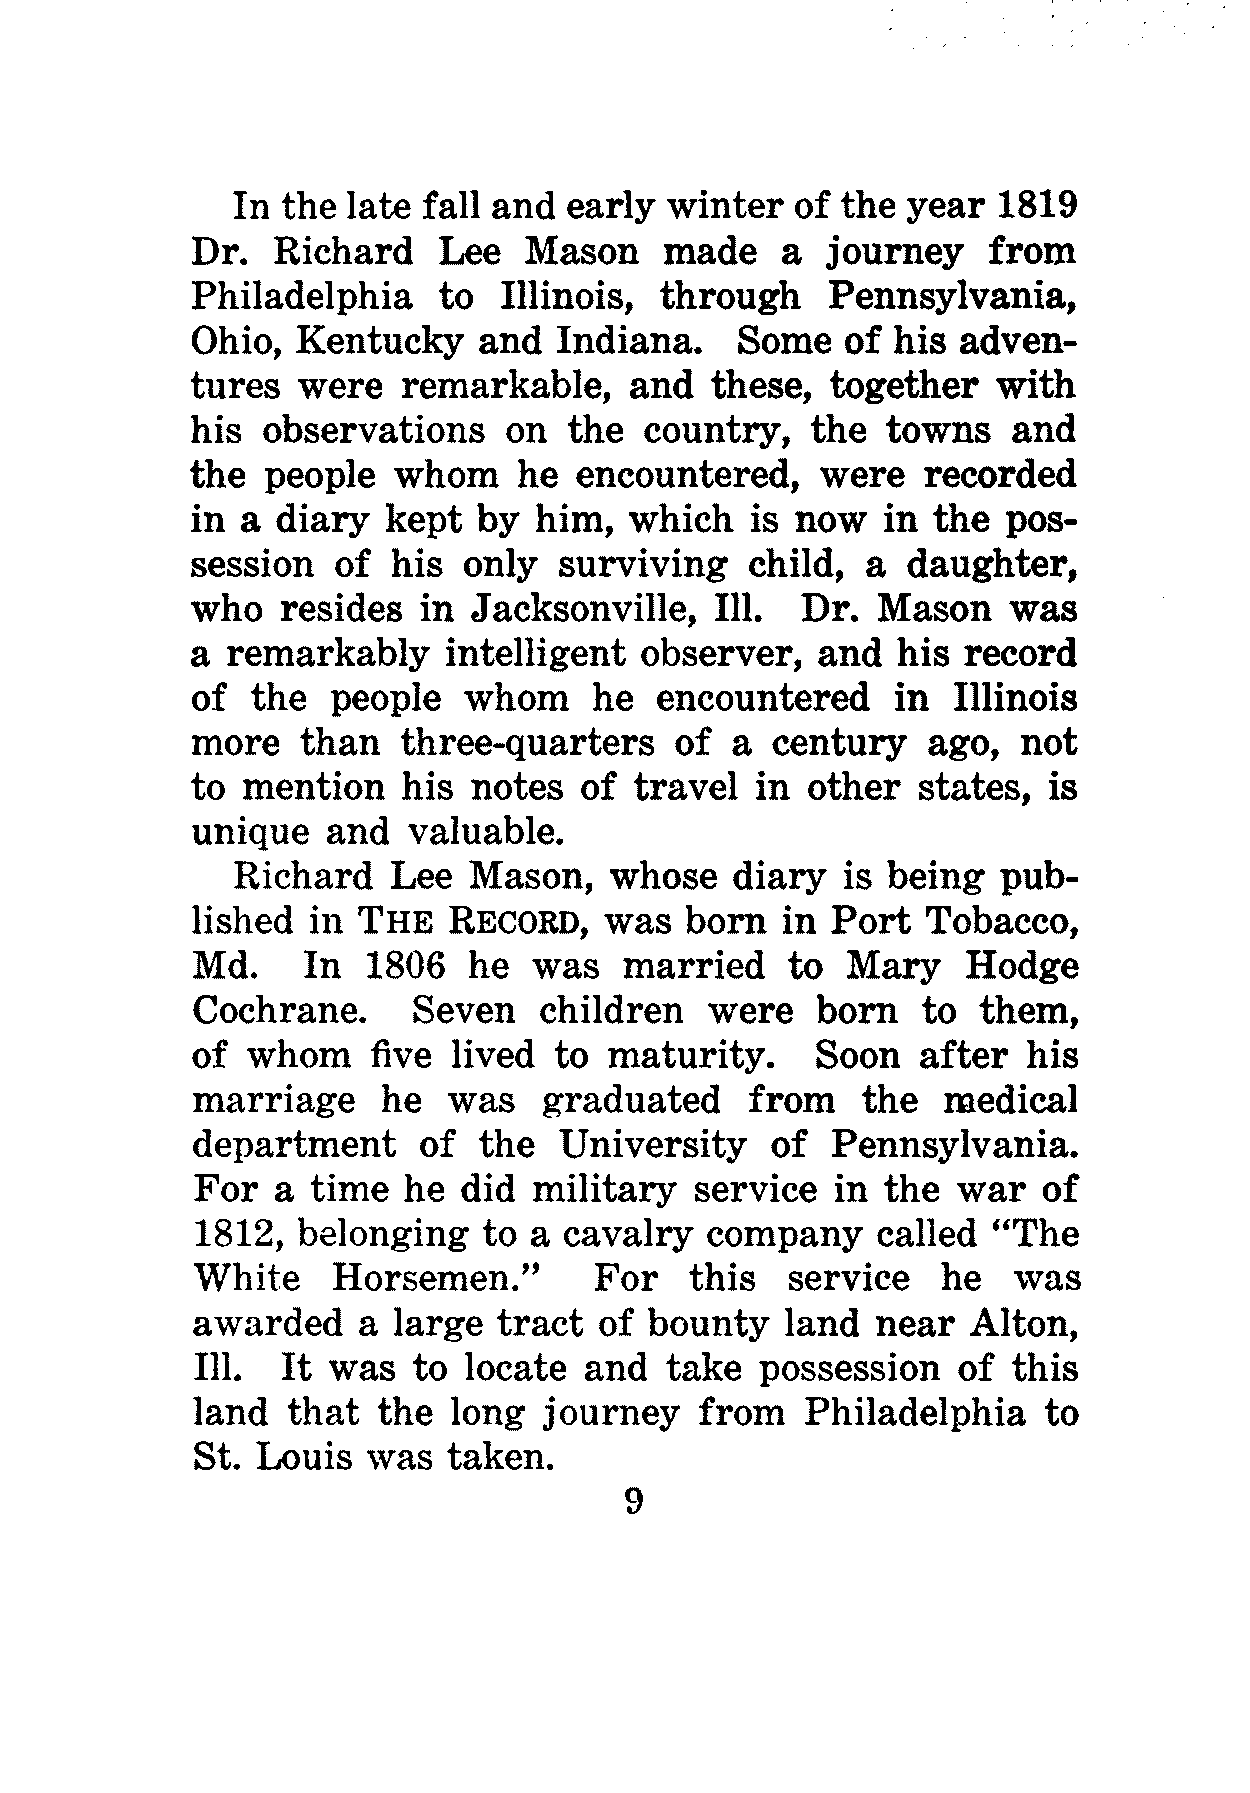 In the late fall and early winter of the year 1819
Dr. Richard Lee Mason made a journey from
Philadelphia to Illinois, through Pennsylvania,
Ohio, Kentucky and Indiana. Some of his adven-
tures were remarkable, and these, together with
his observations on the country, the towns and
the people whom he encountered, were recorded
in a diary kept by him, which is now in the pos-
session of his only surviving child, a daughter,
who resides in Jacksonville, Ill. Dr. Mason was
a remarkably intelligent observer, and his record
of the people whom he encountered in Illinois
more than three-quarters of a century ago, not
to mention his notes of travel in other states, is
unique and valuable.
Richard Lee Mason, whose diary is being pub-
lished in THE RECORD, was born in Port Tobacco,
Md. In 1806 he was married to Mary Hodge
Cochrane. Seven children were born to them,
of whom five lived to maturity. Soon after his
marriage he was graduated from the medical
department of the University of Pennsylvania.
For a time he did military service in the war of
1812, belonging to a cavalry company called “The
White Horsemen.” For this service he was
awarded a large tract of bounty land near Alton,
Ill. It was to locate and take possession of this
land that the long journey from Philadelphia to
St. Louis was taken.
9